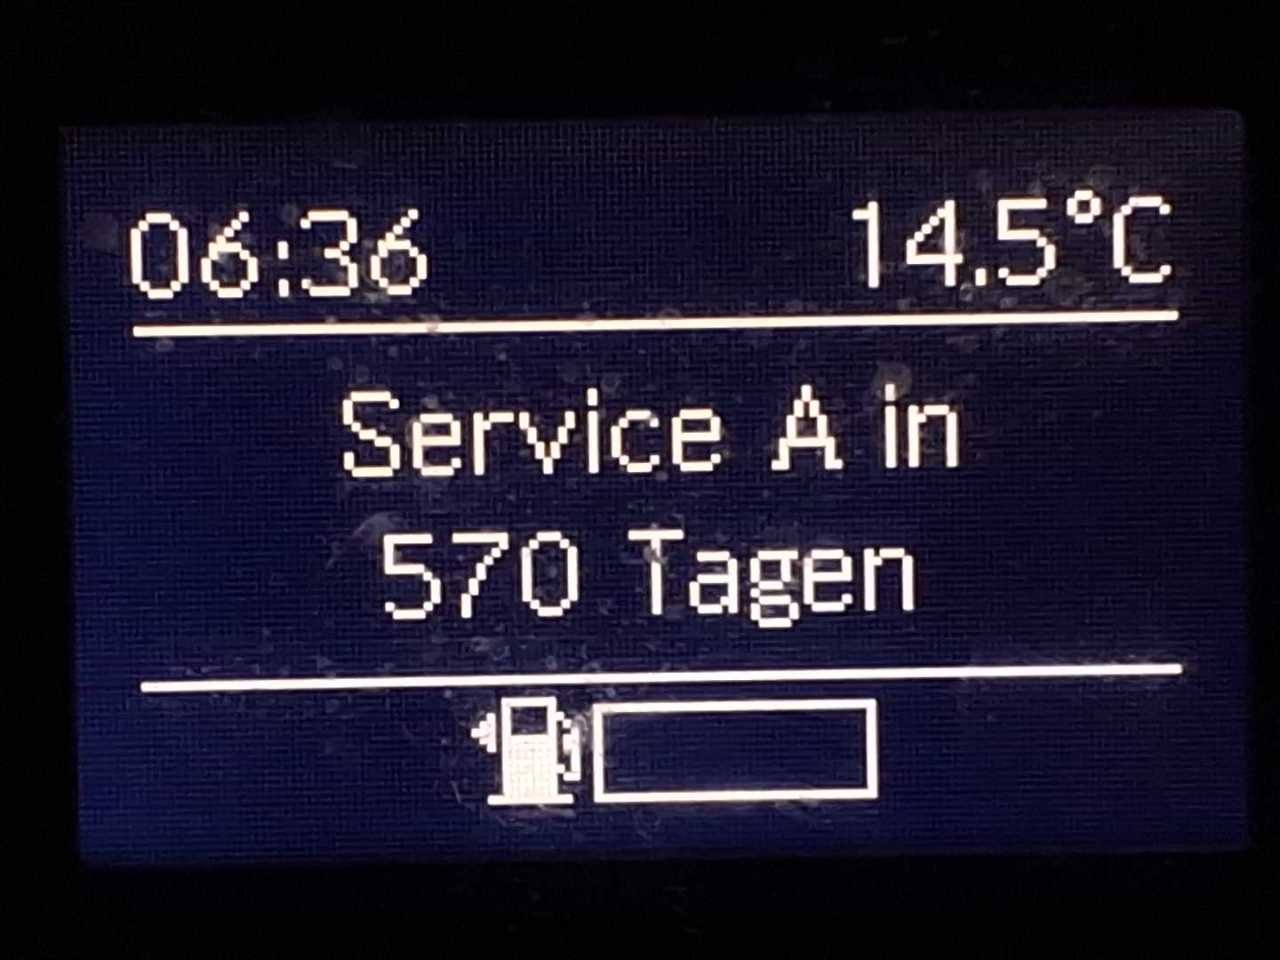 06:36 14.5°C
Service A in
570 Tagen